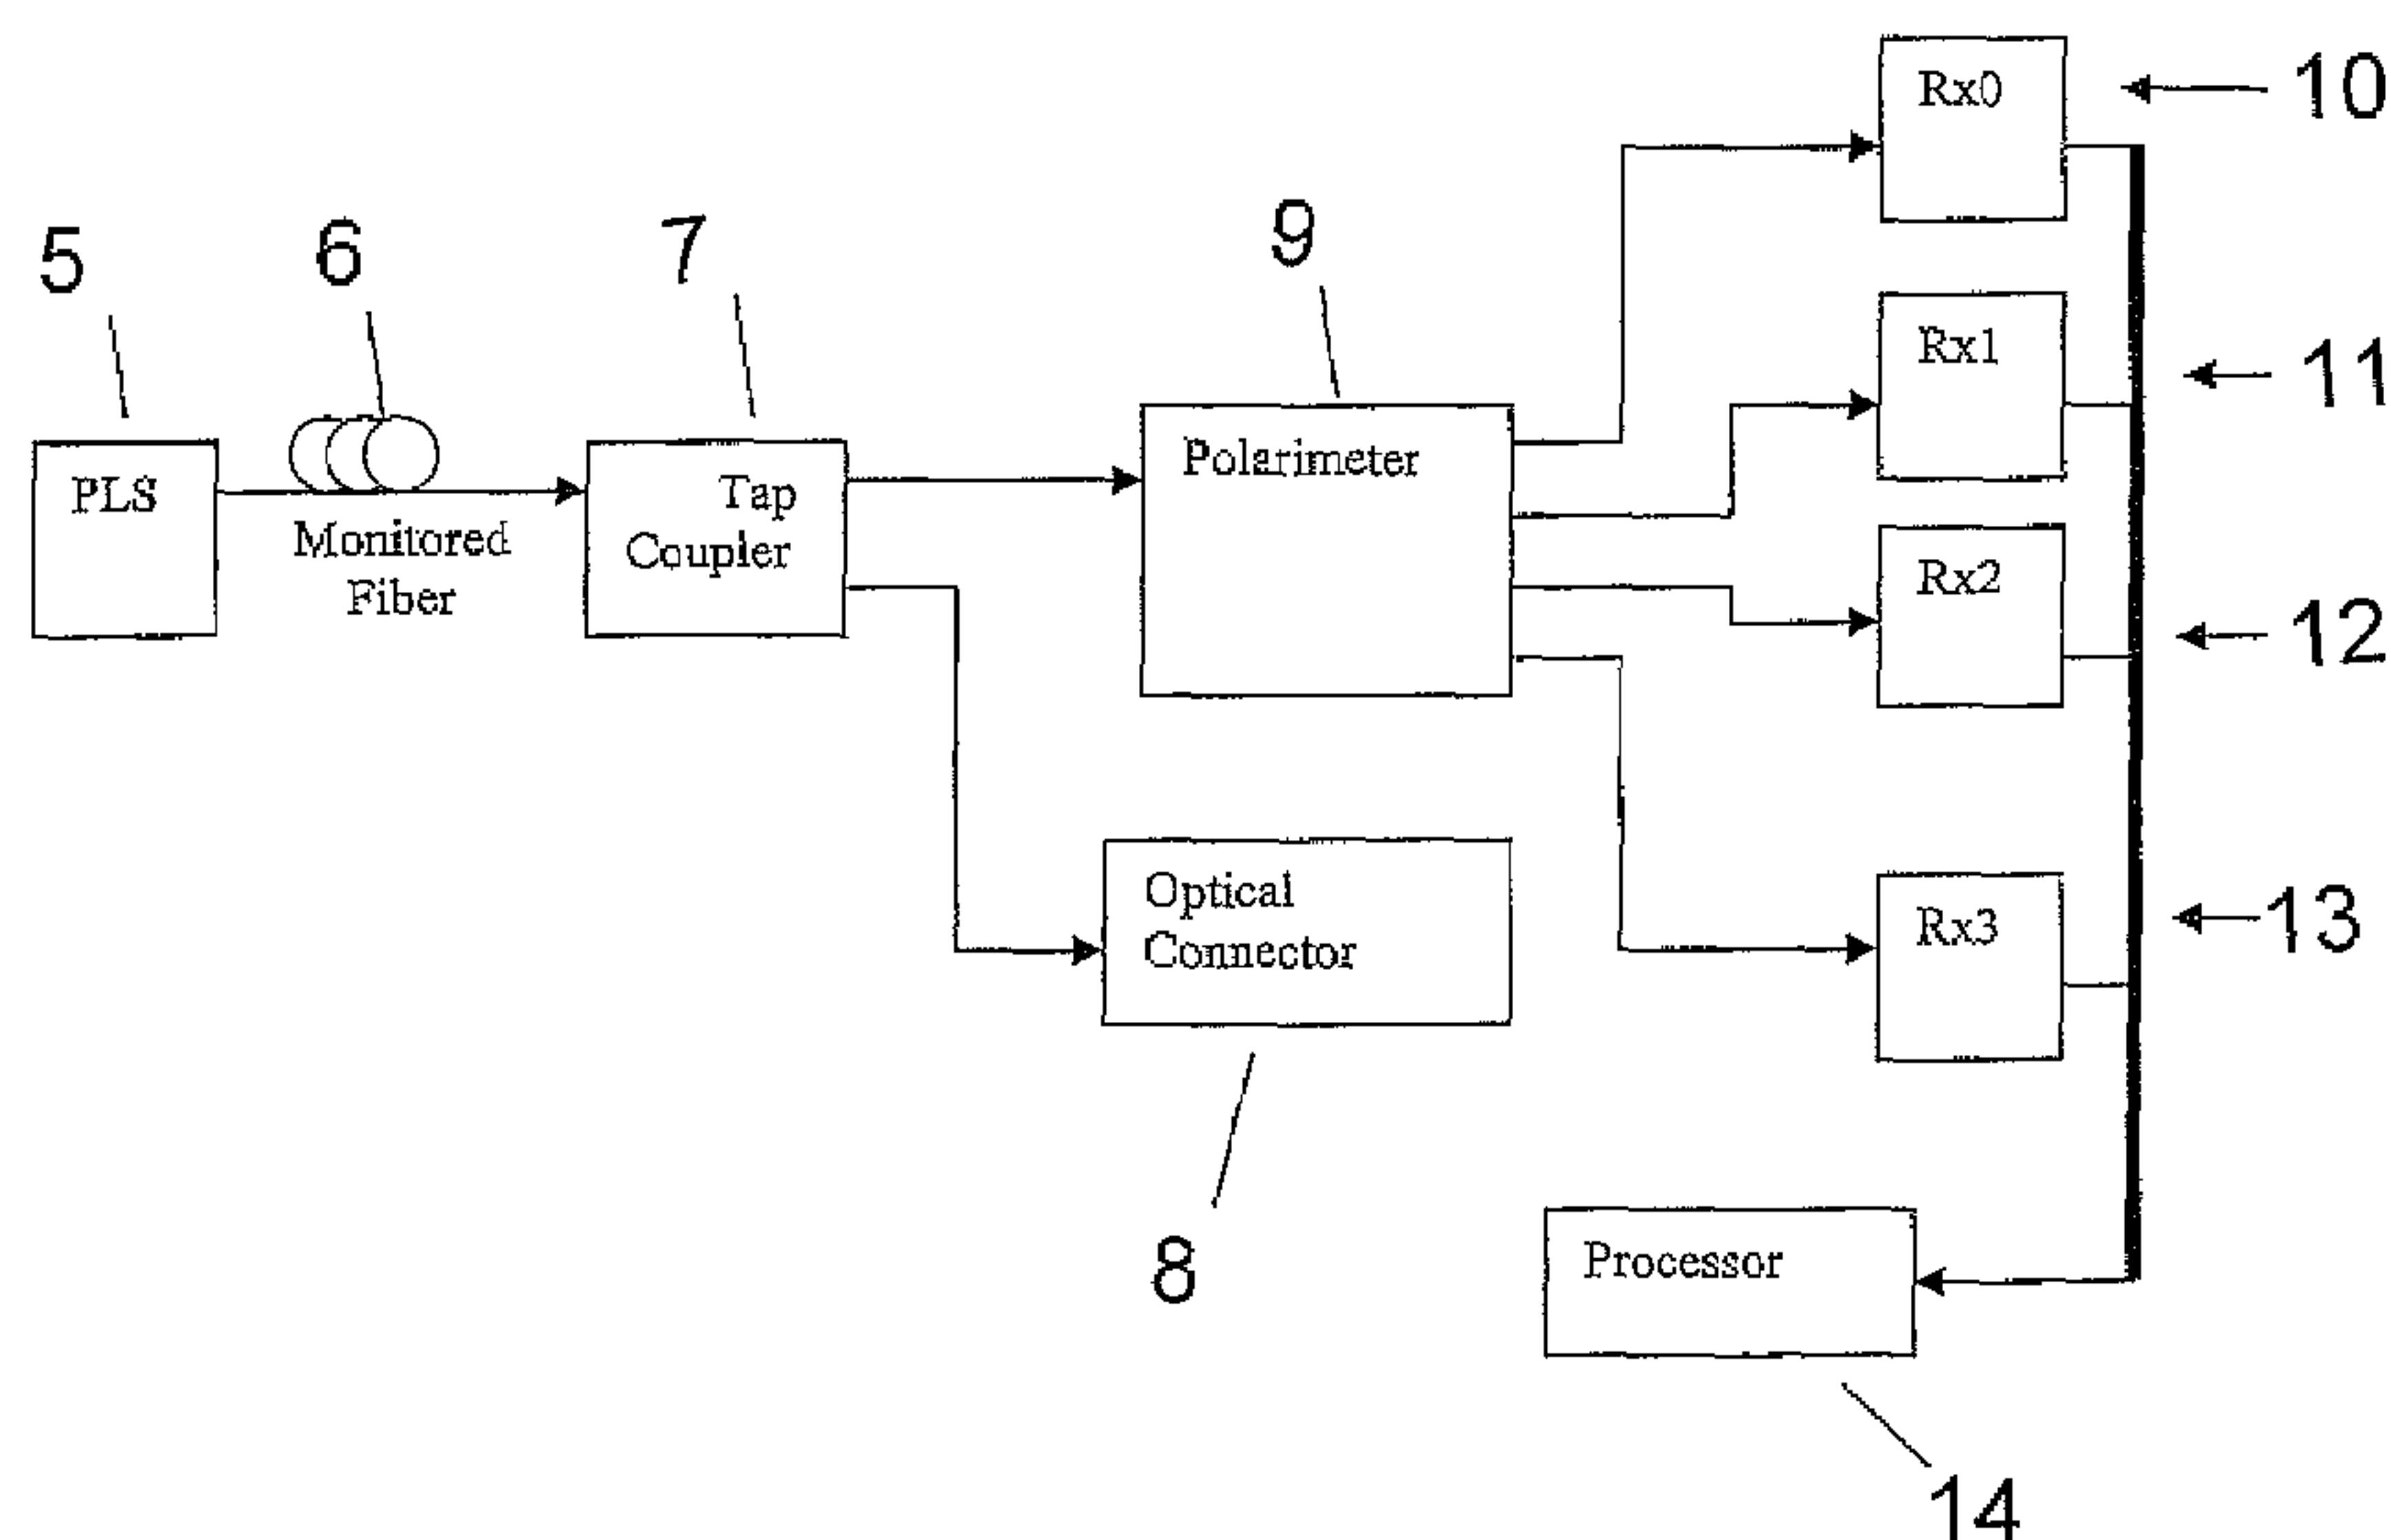 Rx0
10
5
6
7
9
Rx1
11
PLS
Monitored
Fiber
Tap
Coupler
Polarimeter
Rx2
12
Optical
Connector
Rx3
13
8
Processor
14